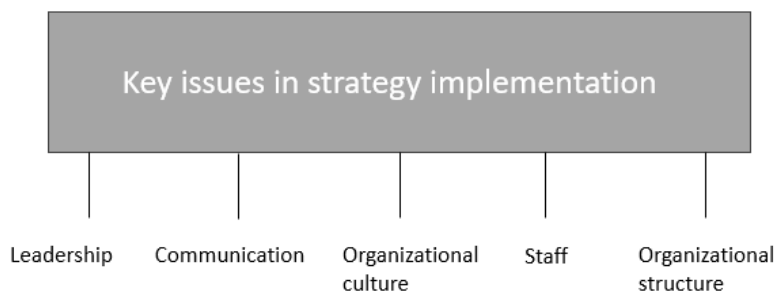 Key issues in strategy implementation
Leadership
Communication
Organizational
culture
Staff
Organizational
structure